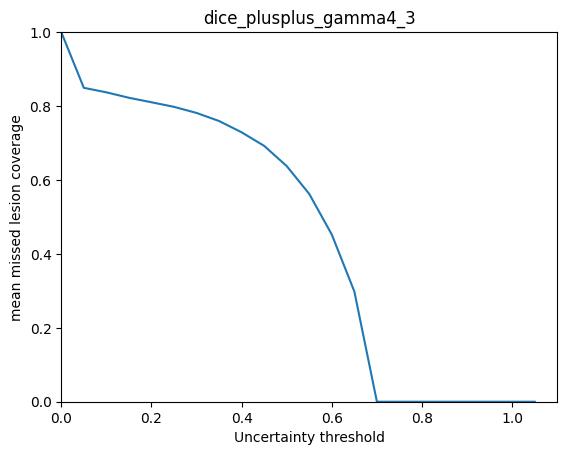 dice_plusplus_gamma4_3
mean missed lesion coverage
1.0
0.8
0.6
0.4
0.2
0.0
0.0 0.2 0.4 0.6 0.8 1.0
Uncertainty threshold